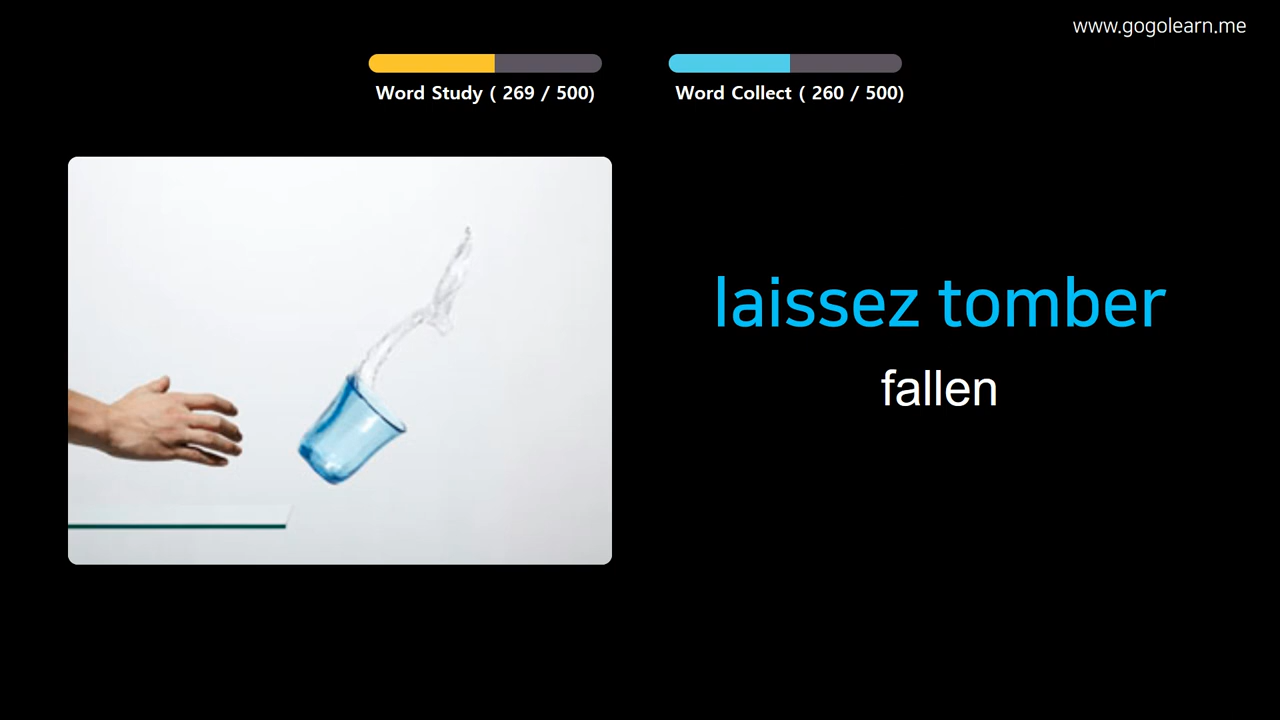 www.gogolearn.me
Word Study ( 269 / 500)
Word Collect ( 260 / 500)
laissez tomber
fallen